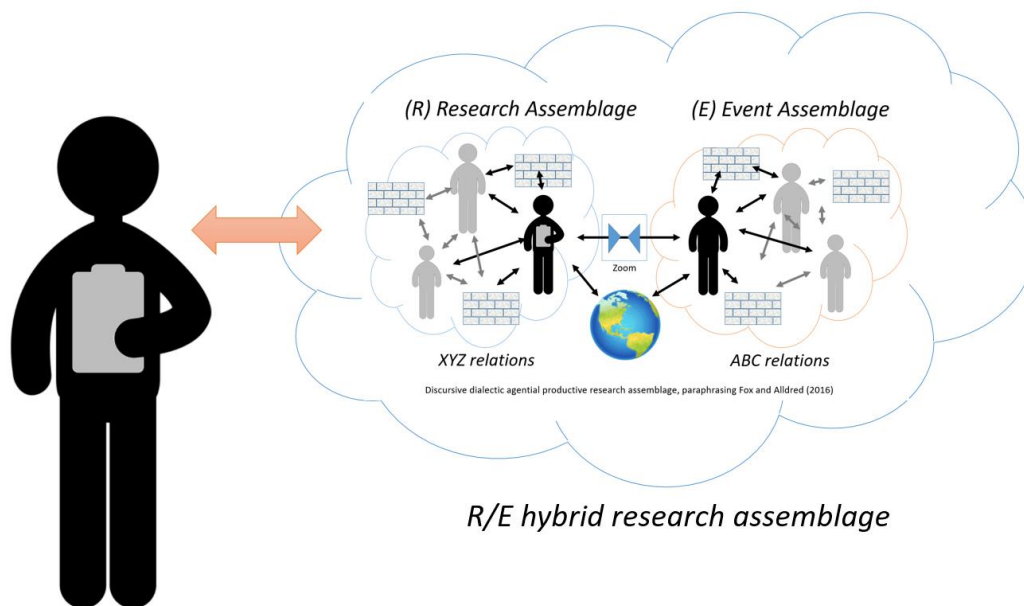 (R) Research Assemblage
(E) Event Assemblage
Zoom
XYZ relations
ABC relations
Discursive dialectic agential productive research assemblage, paraphrasing Fox and Alldred (2016)
R/E hybrid research assemblage